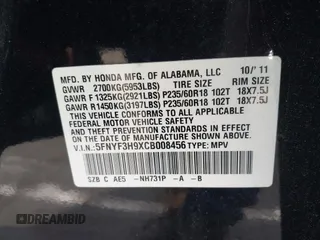 MFD. BY HONDA MFG. OF ALABAMA, LLC 10/'11
GVWR 2700KG(5953LBS) TIRE SIZE RIM SIZE
GAWR F 1325KG(2921LBS) P235/60R18 102T 18X7.5J
GAWR R1450KG(3197LBS) P235/60R18 102T 18X7.5J
THIS VEHICLE CONFORMS TO ALL APPLICABLE
FEDERAL MOTOR VEHICLE SAFETY AND THEFT
PREVENTION STANDARDS IN EFFECT ON THE DATE
OF MANUFACTURE SHOWN ABOVE.
V.I.N.: 5FNYF3H9XCB008456 TYPE: MPV
SZB C AE5 -NH731P -A -B
DREAMBID